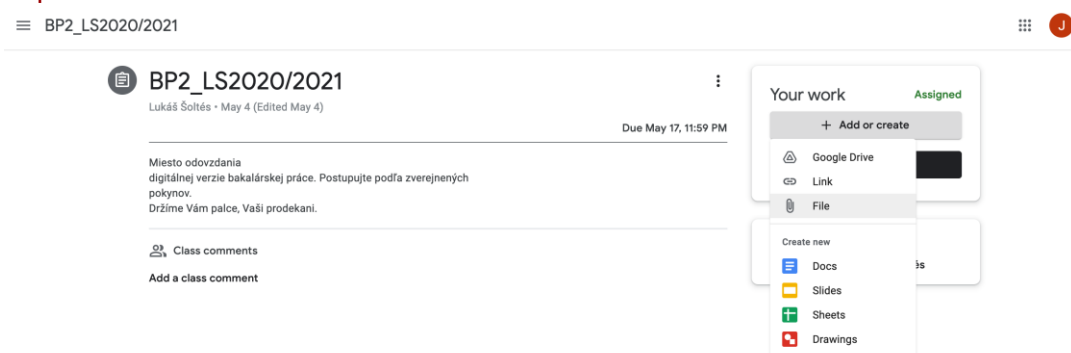 BP2_LS2020/2021
J
BP2_LS2020/2021
Lukáš Šoltés • May 4 (Edited May 4)
Due May 17, 11:59 PM
Miesto odovzdania
digitálnej verzie bakalárskej práce. Postupujte podľa zverejnených
pokynov.
Držíme Vám palce, Vaši prodekani.
Class comments
Add a class comment
Your work
Assigned
+ Add or create
Google Drive
Link
File
Create new
Docs
és
Slides
Sheets
Drawings